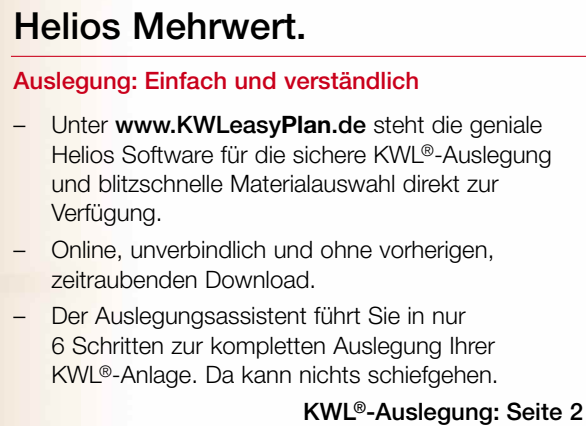 Helios Mehrwert.
Auslegung: Einfach und verständlich
– Unter www.KWLeasyPlan.de steht die geniale
Helios Software für die sichere KWL®-Auslegung
und blitzschnelle Materialauswahl direkt zur
Verfügung.
– Online, unverbindlich und ohne vorherigen,
zeitraubenden Download.
– Der Auslegungsassistent führt Sie in nur
6 Schritten zur kompletten Auslegung Ihrer
KWL®-Anlage. Da kann nichts schiefgehen.
KWL®-Auslegung: Seite 2